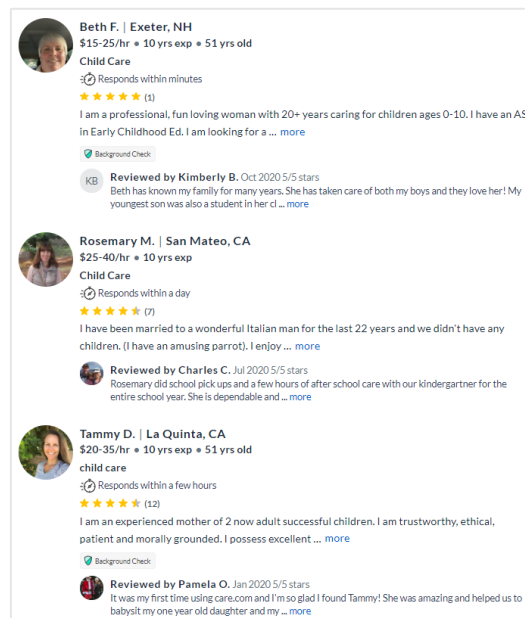 Beth F. | Exeter, NH
$15-25/hr • 10 yrs exp • 51 yrs old
Child Care
Responds within minutes
(1)
I am a professional, fun loving woman with 20+ years caring for children ages 0-10. I have an AS
in Early Childhood Ed. I am looking for a ... more
Background Check
KB
Reviewed by Kimberly B. Oct 2020 5/5 stars
Beth has known my family for many years. She has taken care of both my boys and they love her! My
youngest son was also a student in her cl ... more
Rosemary M. | San Mateo, CA
$25-40/hr • 10 yrs exp
Child Care
Responds within a day
(7)
I have been married to a wonderful Italian man for the last 22 years and we didn't have any
children. (I have an amusing parrot). I enjoy ... more
Reviewed by Charles C. Jul 2020 5/5 stars
Rosemary did school pick ups and a few hours of after school care with our kindergartner for the
entire school year. She is dependable and ... more
Tammy D. | La Quinta, CA
$20-35/hr • 10 yrs exp • 51 yrs old
child care
Responds within a few hours
(12)
I am an experienced mother of 2 now adult successful children. I am trustworthy, ethical,
patient and morally grounded. I possess excellent ... more
Background Check
Reviewed by Pamela O. Jan 2020 5/5 stars
It was my first time using care.com and I'm so glad I found Tammy! She was amazing and helped us to
babysit my one year old daughter and my ... more